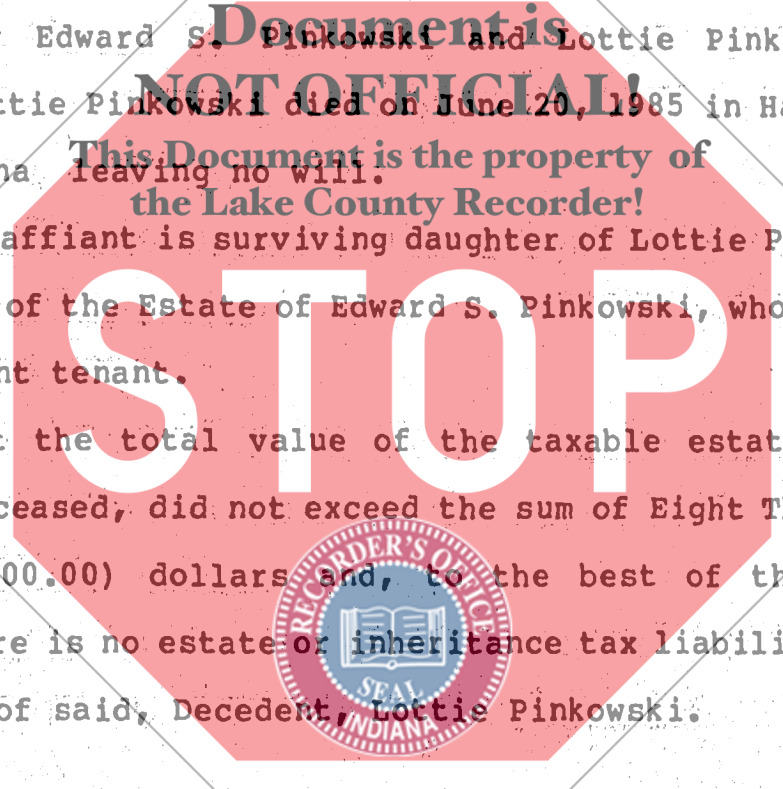 Edward S. Pinkowski and Lottie Pink
Document is
ttie Pinkowski died on June 20, 1985 in Ha
NOT OFFICIAL!
This Document is the property of
na leaving no will.
the Lake County Recorder!
affiant is surviving daughter of Lottie P
of the Estate of Edward S. Pinkowski, who
nt tenant.
STOP
t the total value of the taxable estat
ceased, did not exceed the sum of Eight T
00.00) dollars and, to the best of th
re is no estate or inheritance tax liabili
of said, Decedent, Lottie Pinkowski.
RECORDER'S OFFICE
SEAL
INDIANA